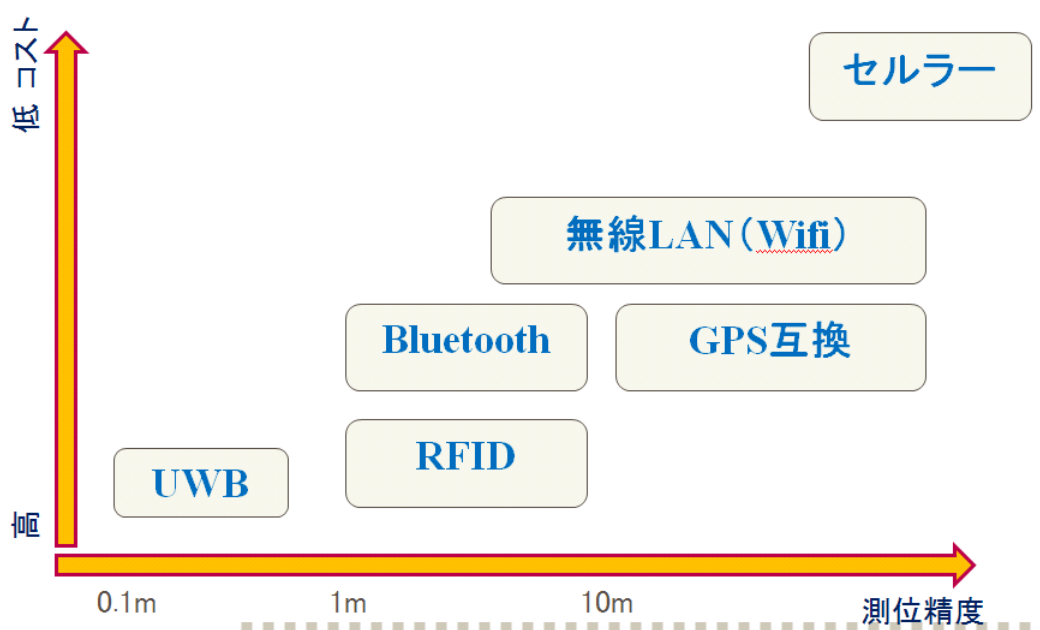 低 コスト
セルラー
無線LAN(Wifi)
Bluetooth
GPS互換
RFID
UWB
高
0.1m
1m
10m
測位精度